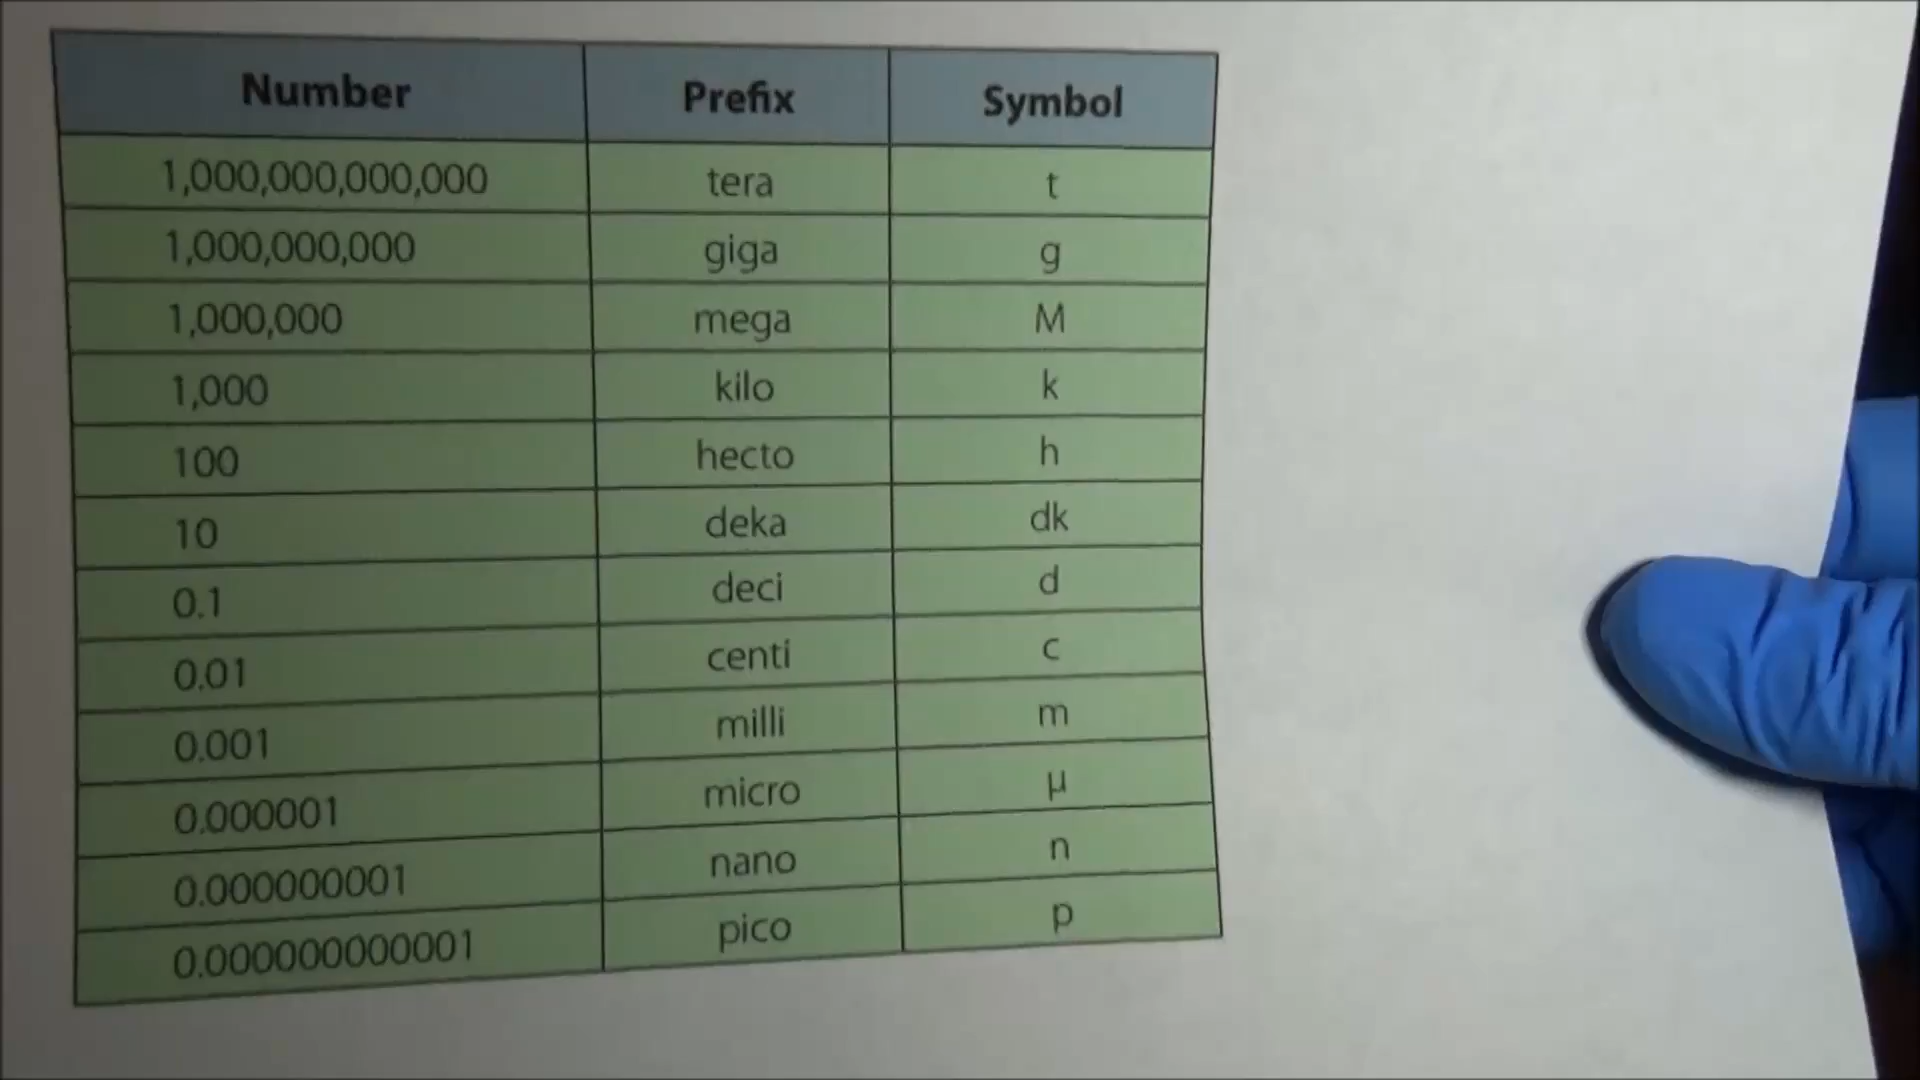 Number Prefix Symbol
1,000,000,000,000 tera t
1,000,000,000 giga g
1,000,000 mega M
1,000 kilo k
100 hecto h
10 deka dk
0.1 deci d
0.01 centi c
0.001 milli m
0.000001 micro μ
0.000000001 nano n
0.000000000001 pico p